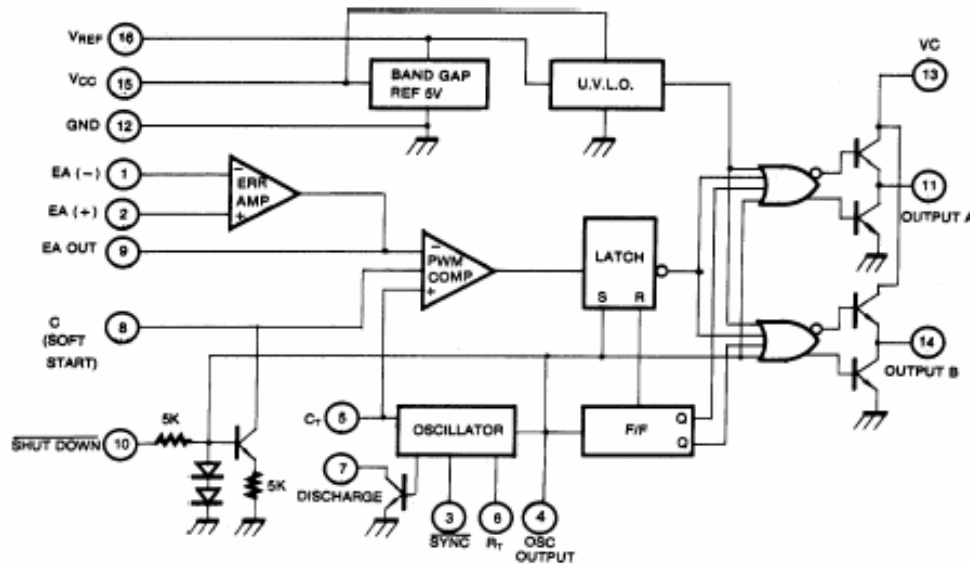 VREF 16
VCC 15
GND 12
EA (−) 1
EA (+) 2
EA OUT 9
C
(SOFT
START)
8
SHUT DOWN 10
5K
5K
BAND GAP
REF 5V
U.V.L.O.
ERR
AMP
−
+
PWM
COMP
−
+
LATCH
S R
CT 5
OSCILLATOR
F/F
Q
Q
7
DISCHARGE
3
SYNC
6
RT
4
OSC
OUTPUT
VC
13
11
OUTPUT A
14
OUTPUT B